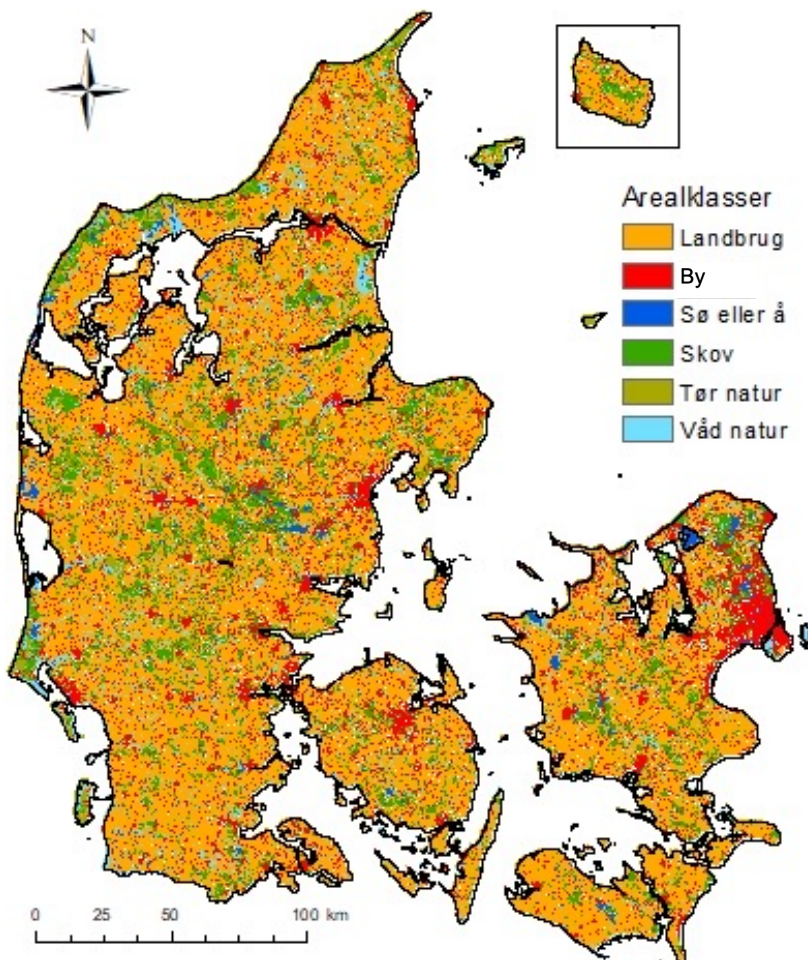 N
Arealklasser
Landbrug
By
Sø eller å
Skov
Tør natur
Våd natur
0 25 50 100 km